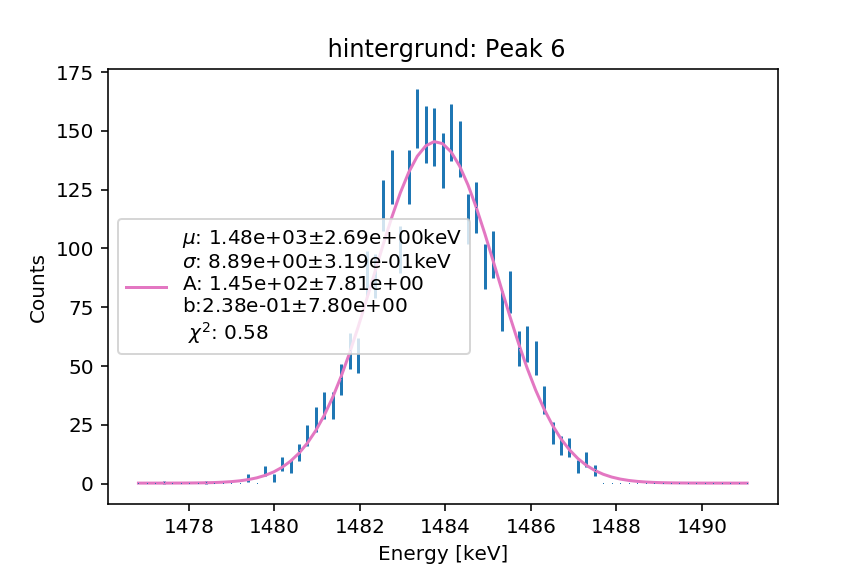 hintergrund: Peak 6
175
150
125
100
75
50
25
0
Counts
μ: 1.48e+03±2.69e+00keV
σ: 8.89e+00±3.19e-01keV
A: 1.45e+02±7.81e+00
b:2.38e-01±7.80e+00
χ²: 0.58
1478 1480 1482 1484 1486 1488 1490
Energy [keV]